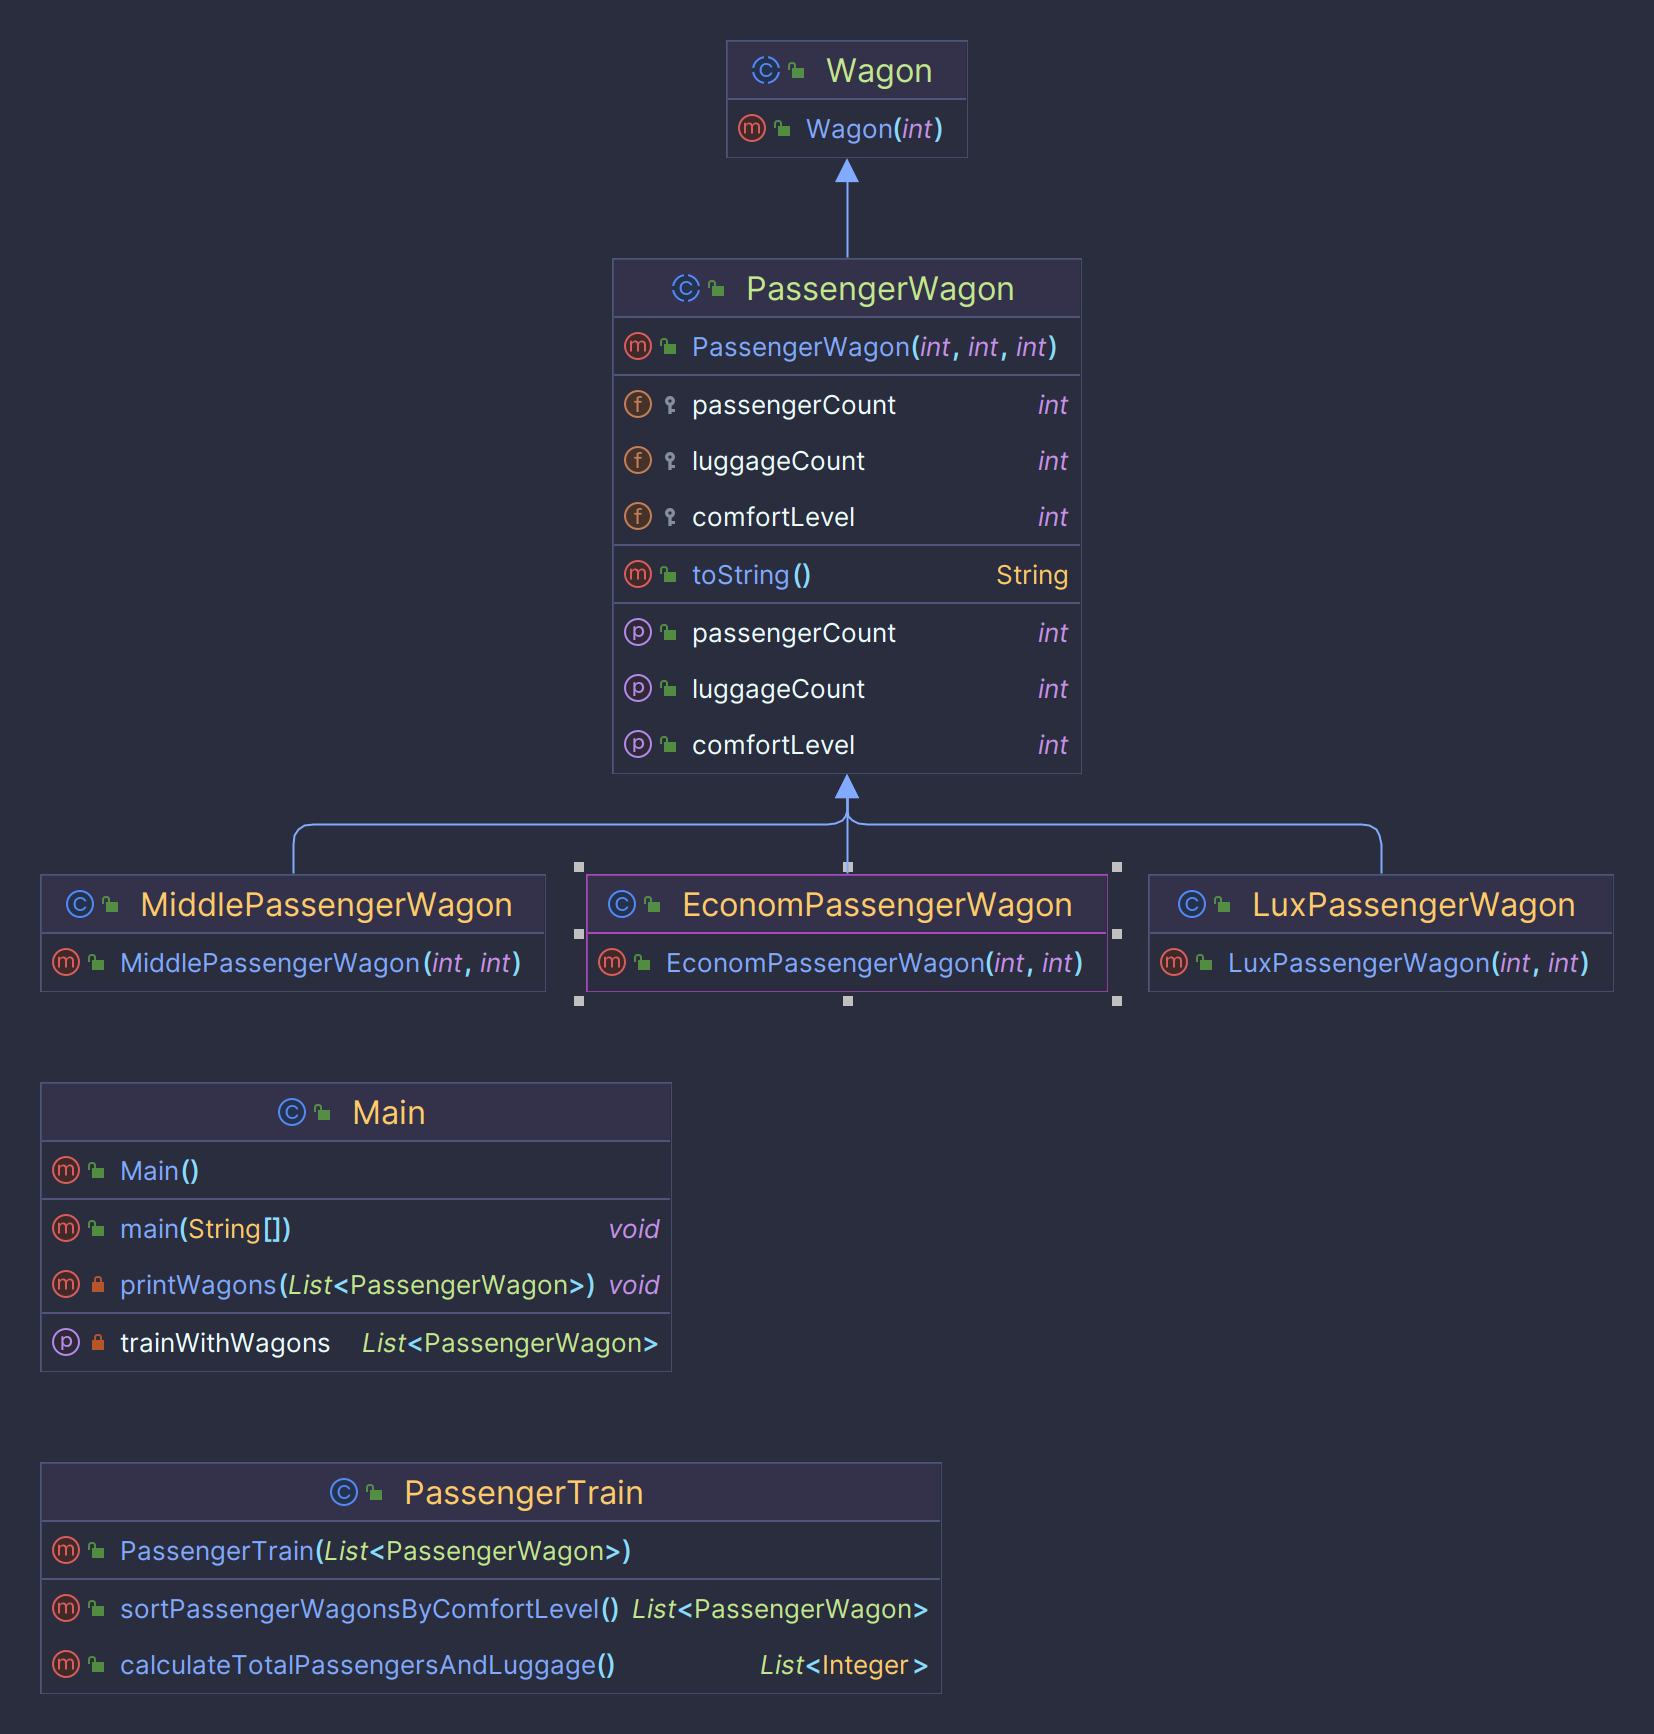 Wagon
Wagon(int)
PassengerWagon
PassengerWagon(int, int, int)
passengerCount int
luggageCount int
comfortLevel int
toString() String
passengerCount int
luggageCount int
comfortLevel int
MiddlePassengerWagon
MiddlePassengerWagon(int, int)
EconomPassengerWagon
EconomPassengerWagon(int, int)
LuxPassengerWagon
LuxPassengerWagon(int, int)
Main
Main()
main(String[]) void
printWagons(List<PassengerWagon>) void
trainWithWagons List<PassengerWagon>
PassengerTrain
PassengerTrain(List<PassengerWagon>)
sortPassengerWagonsByComfortLevel() List<PassengerWagon>
calculateTotalPassengersAndLuggage() List<Integer>